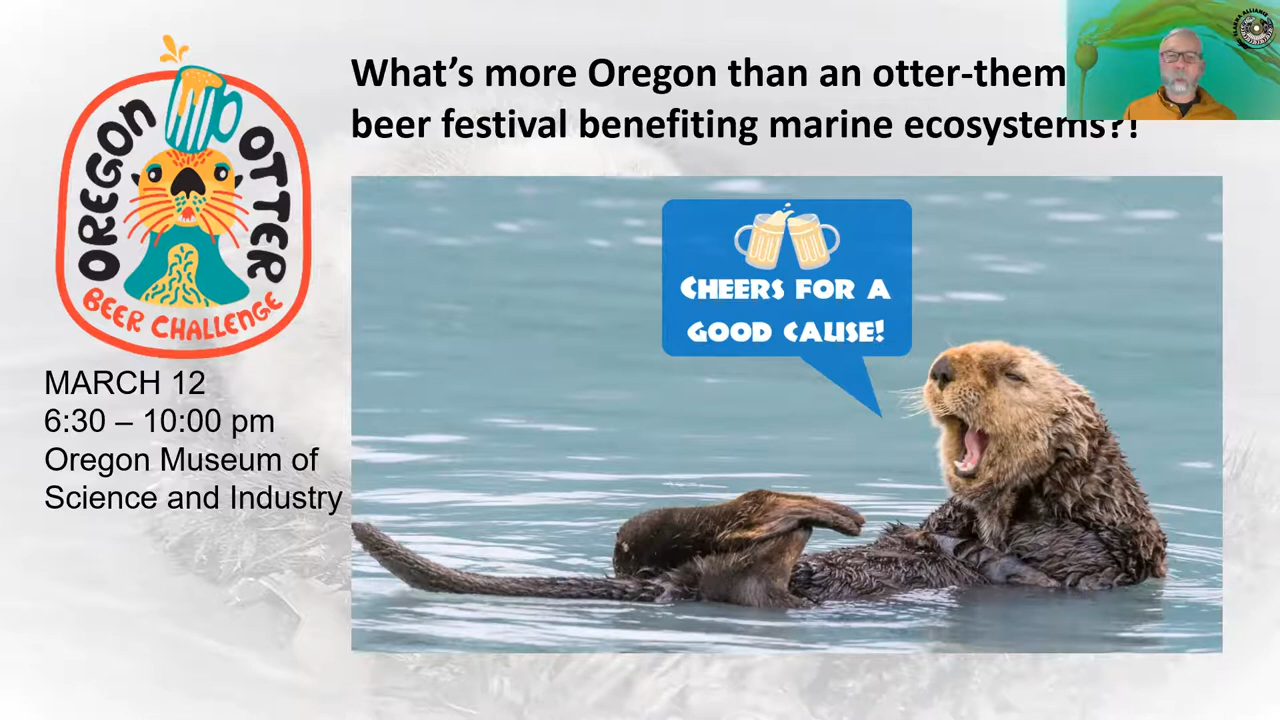 What's more Oregon than an otter-them
beer festival benefiting marine ecosystems?!
OREGON OTTER
BEER CHALLENGE
CHEERS FOR A
GOOD CAUSE!
MARCH 12
6:30 – 10:00 pm
Oregon Museum of
Science and Industry